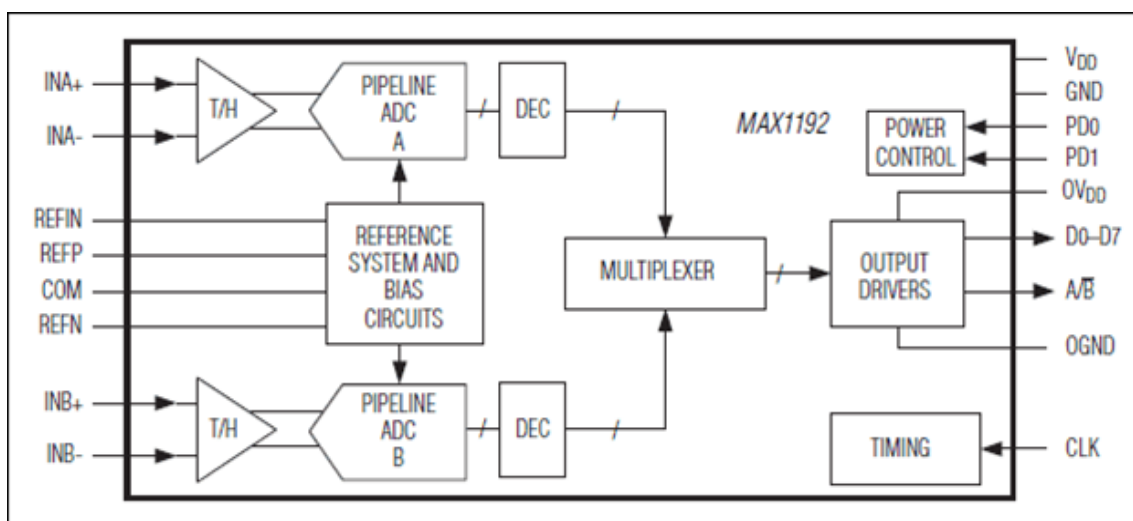 INA+
INA-
REFIN
REFP
COM
REFN
INB+
INB-
T/H
PIPELINE
ADC
A
DEC
REFERENCE
SYSTEM AND
BIAS
CIRCUITS
T/H
PIPELINE
ADC
B
DEC
MULTIPLEXER
MAX1192
POWER
CONTROL
OUTPUT
DRIVERS
TIMING
VDD
GND
PD0
PD1
OVDD
D0–D7
A/B̅
OGND
CLK